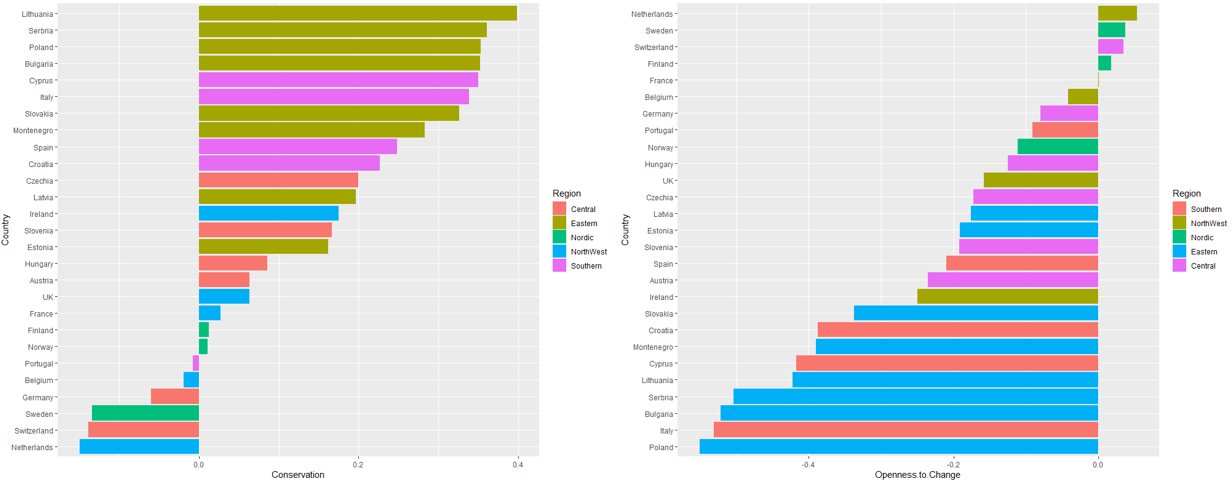 Lithuania
Serbria
Poland
Bulgaria
Cyprus
Italy
Slovakia
Montenegro
Spain
Croatia
Czechia
Latvia
Ireland
Slovenia
Estonia
Hungary
Austria
UK
France
Finland
Norway
Portugal
Belgium
Germany
Sweden
Switzerland
Netherlands
Country
0.0 0.2 0.4
Conservation
Region
Central
Eastern
Nordic
NorthWest
Southern
Netherlands
Sweden
Switzerland
Finland
France
Belgium
Germany
Portugal
Norway
Hungary
UK
Czechia
Latvia
Estonia
Slovenia
Spain
Austria
Ireland
Slovakia
Croatia
Montenegro
Cyprus
Lithuania
Serbria
Bulgaria
Italy
Poland
Country
-0.4 -0.2 0.0
Openness.to.Change
Region
Southern
NorthWest
Nordic
Eastern
Central